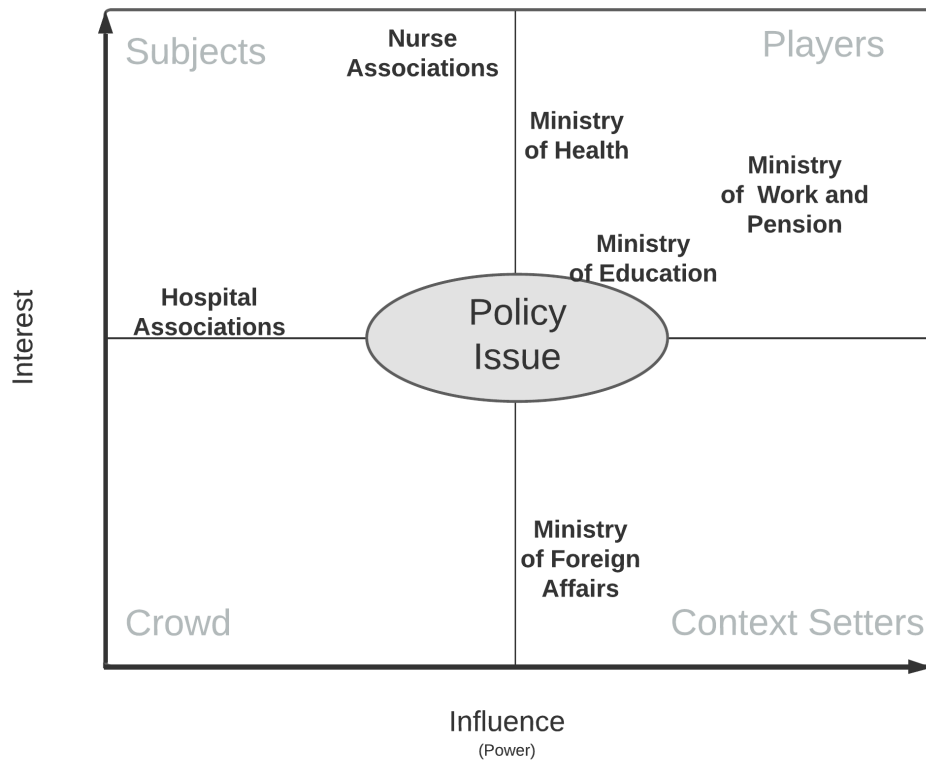 Subjects
Nurse
Associations
Players
Ministry
of Health
Ministry
of  Work and
Pension
Ministry
of Education
Hospital
Associations
Policy
Issue
Interest
Ministry
of Foreign
Affairs
Crowd
Context Setters
Influence
(Power)